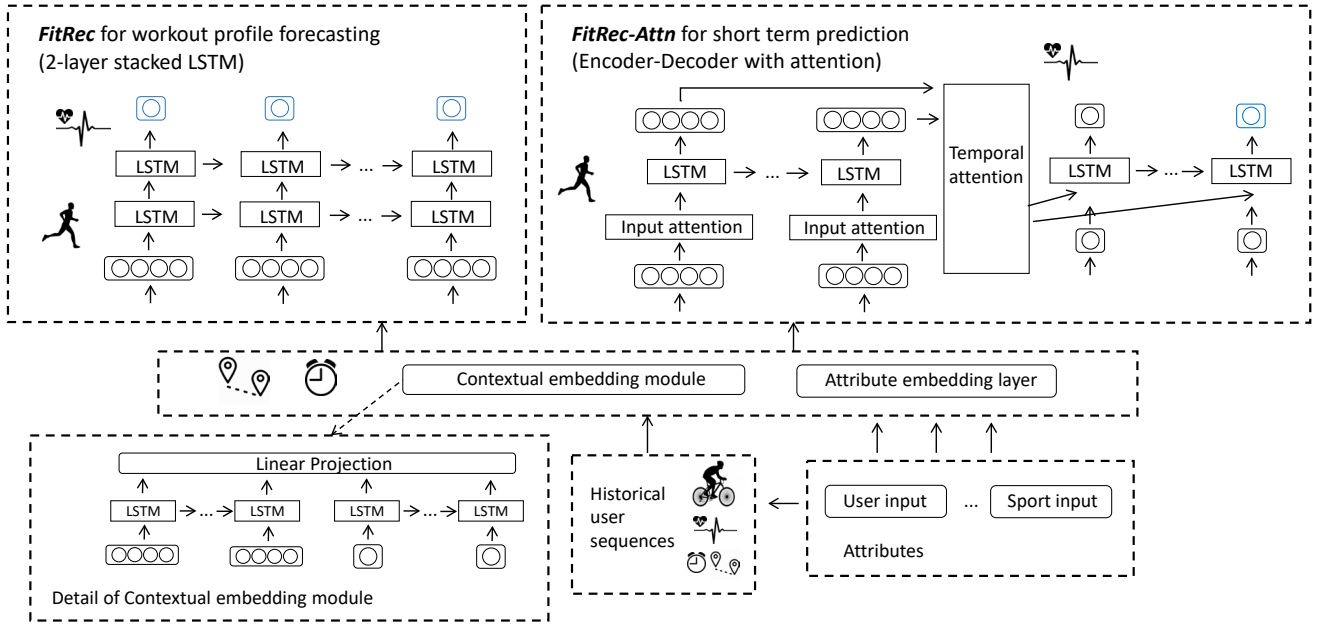 FitRec for workout profile forecasting
(2-layer stacked LSTM)
LSTM LSTM ... LSTM
LSTM LSTM ... LSTM
FitRec-Attn for short term prediction
(Encoder-Decoder with attention)
LSTM ... LSTM
Input attention Input attention
Temporal
attention
LSTM ... LSTM
Contextual embedding module
Attribute embedding layer
Linear Projection
LSTM ... LSTM LSTM ... LSTM
Detail of Contextual embedding module
Historical
user
sequences
User input ... Sport input
Attributes